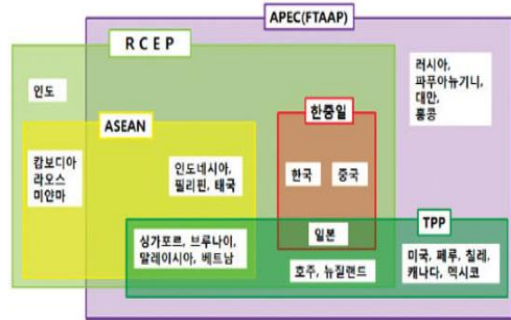 APEC(FTAAP)
RCEP
러시아,
파푸아뉴기니,
대만,
홍콩
인도
ASEAN
한중일
캄보디아
라오스
미얀마
인도네시아,
필리핀, 태국
한국
중국
TPP
싱가포르, 브루나이,
말레이시아, 베트남
일본
미국, 페루, 칠레,
캐나다, 멕시코
호주, 뉴질랜드